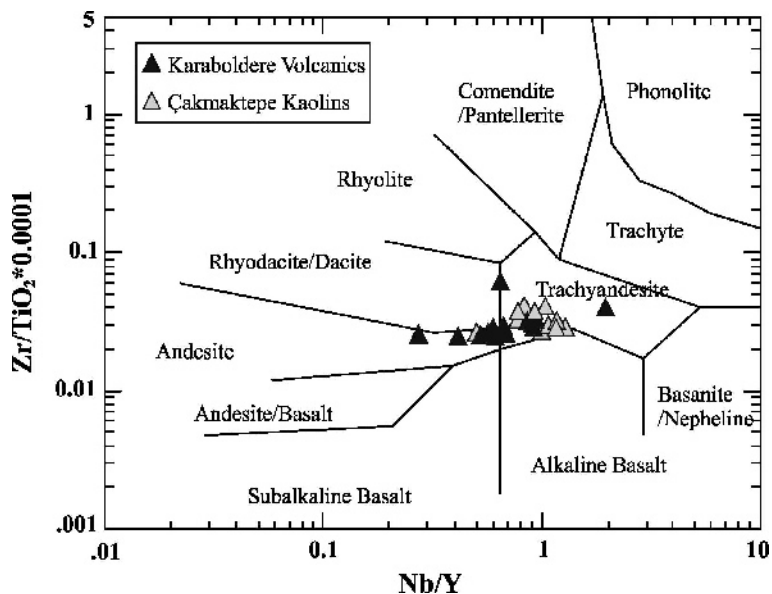 5
1
0.1
0.01
.001
Zr/TiO₂*0.0001
Karaboldere Volcanics
Çakmaktepe Kaolins
Comendite
/Pantellerite
Phonolite
Rhyolite
Trachyte
Rhyodacite/Dacite
Trachyandesite
Andesite
Andesite/Basalt
Basanite
/Nepheline
Alkaline Basalt
Subalkaline Basalt
.01
0.1
1
10
Nb/Y